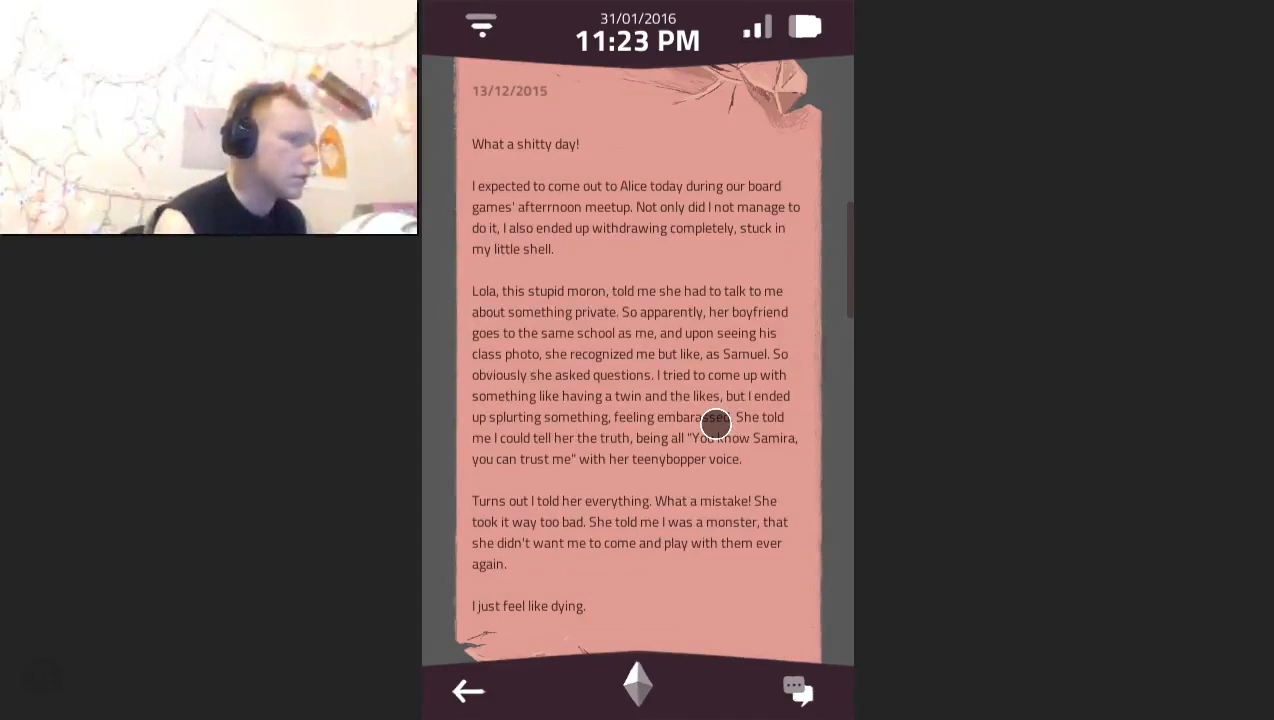 31/01/2016
11:23 PM
13/12/2015
What a shitty day!
I expected to come out to Alice today during our board
games' afterrnoon meetup. Not only did I not manage to
do it, I also ended up withdrawing completely, stuck in
my little shell.
Lola, this stupid moron, told me she had to talk to me
about something private. So apparently, her boyfriend
goes to the same school as me, and upon seeing his
class photo, she recognized me but like, as Samuel. So
obviously she asked questions. I tried to come up with
something like having a twin and the likes, but I ended
up splurting something, feeling embarassed. She told
me I could tell her the truth, being all "You know Samira,
you can trust me" with her teenybopper voice.
Turns out I told her everything. What a mistake! She
took it way too bad. She told me I was a monster, that
she didn't want me to come and play with them ever
again.
I just feel like dying.